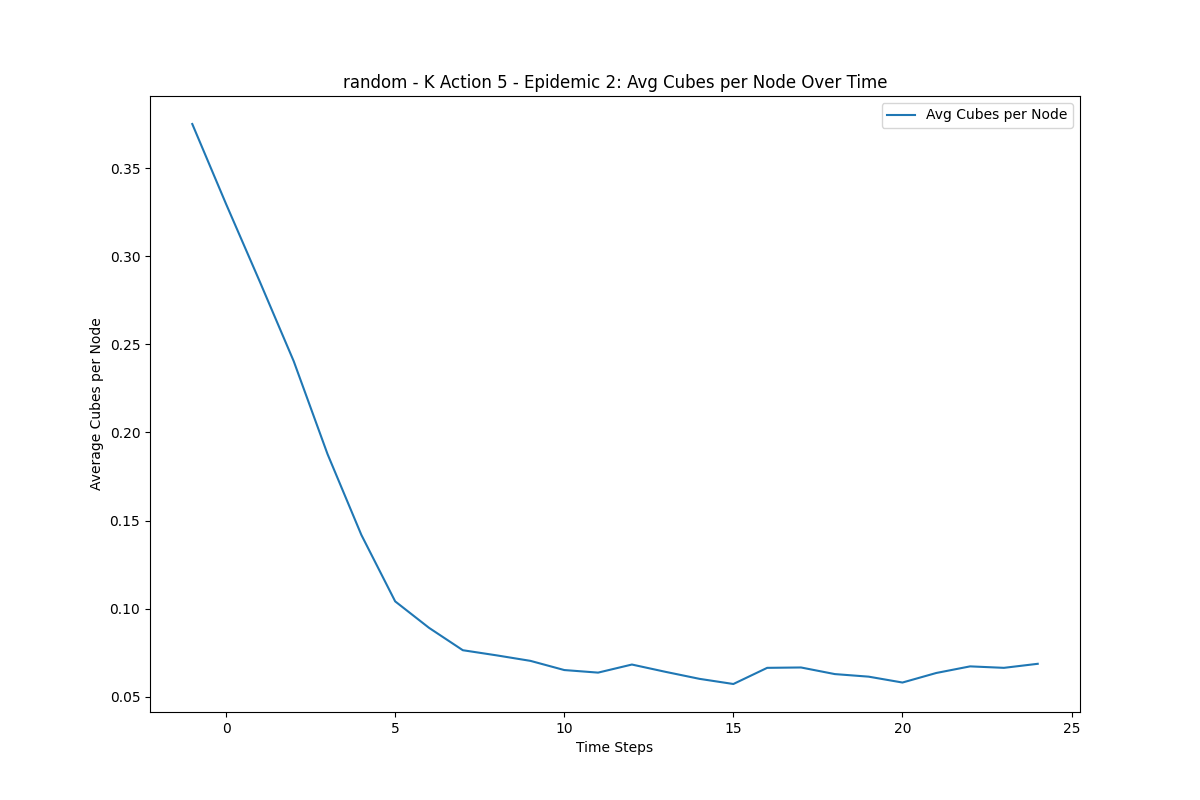 random - K Action 5 - Epidemic 2: Avg Cubes per Node Over Time
Avg Cubes per Node
Average Cubes per Node
0.35
0.30
0.25
0.20
0.15
0.10
0.05
0 5 10 15 20 25
Time Steps